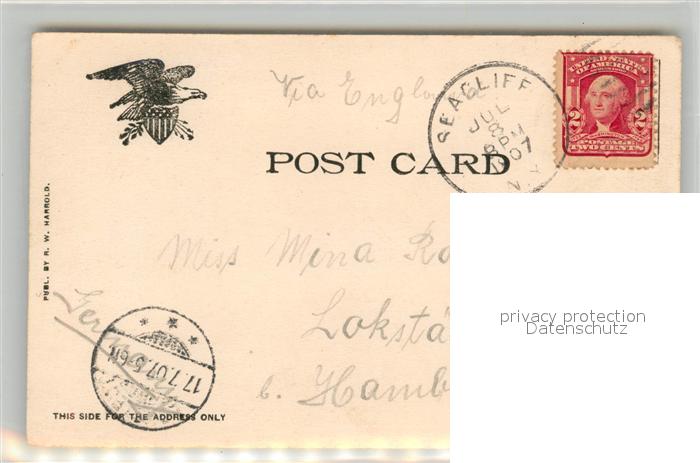 Via England
SEACLIFF
JUL
8
PM
1907
N.Y.
UNITED STATES
OF AMERICA
2 2
POSTAGE
TWO CENTS
POST CARD
PUBL. BY R. W. HARROLD.
Miss Mina
privacy protection
Datenschutz
Germany
Lokstä
b. Hamb
17.7.07. 5-6N
THIS SIDE FOR THE ADDRESS ONLY